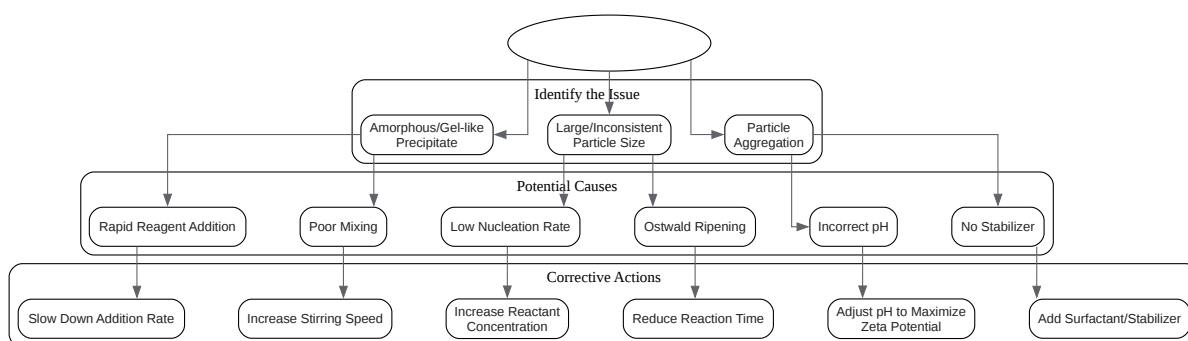 Identify the Issue
Amorphous/Gel-like
Precipitate
Large/Inconsistent
Particle Size
Particle
Aggregation
Potential Causes
Rapid Reagent Addition
Poor Mixing
Low Nucleation Rate
Ostwald Ripening
Incorrect pH
No Stabilizer
Corrective Actions
Slow Down Addition Rate
Increase Stirring Speed
Increase Reactant
Concentration
Reduce Reaction Time
Adjust pH to Maximize
Zeta Potential
Add Surfactant/Stabilizer